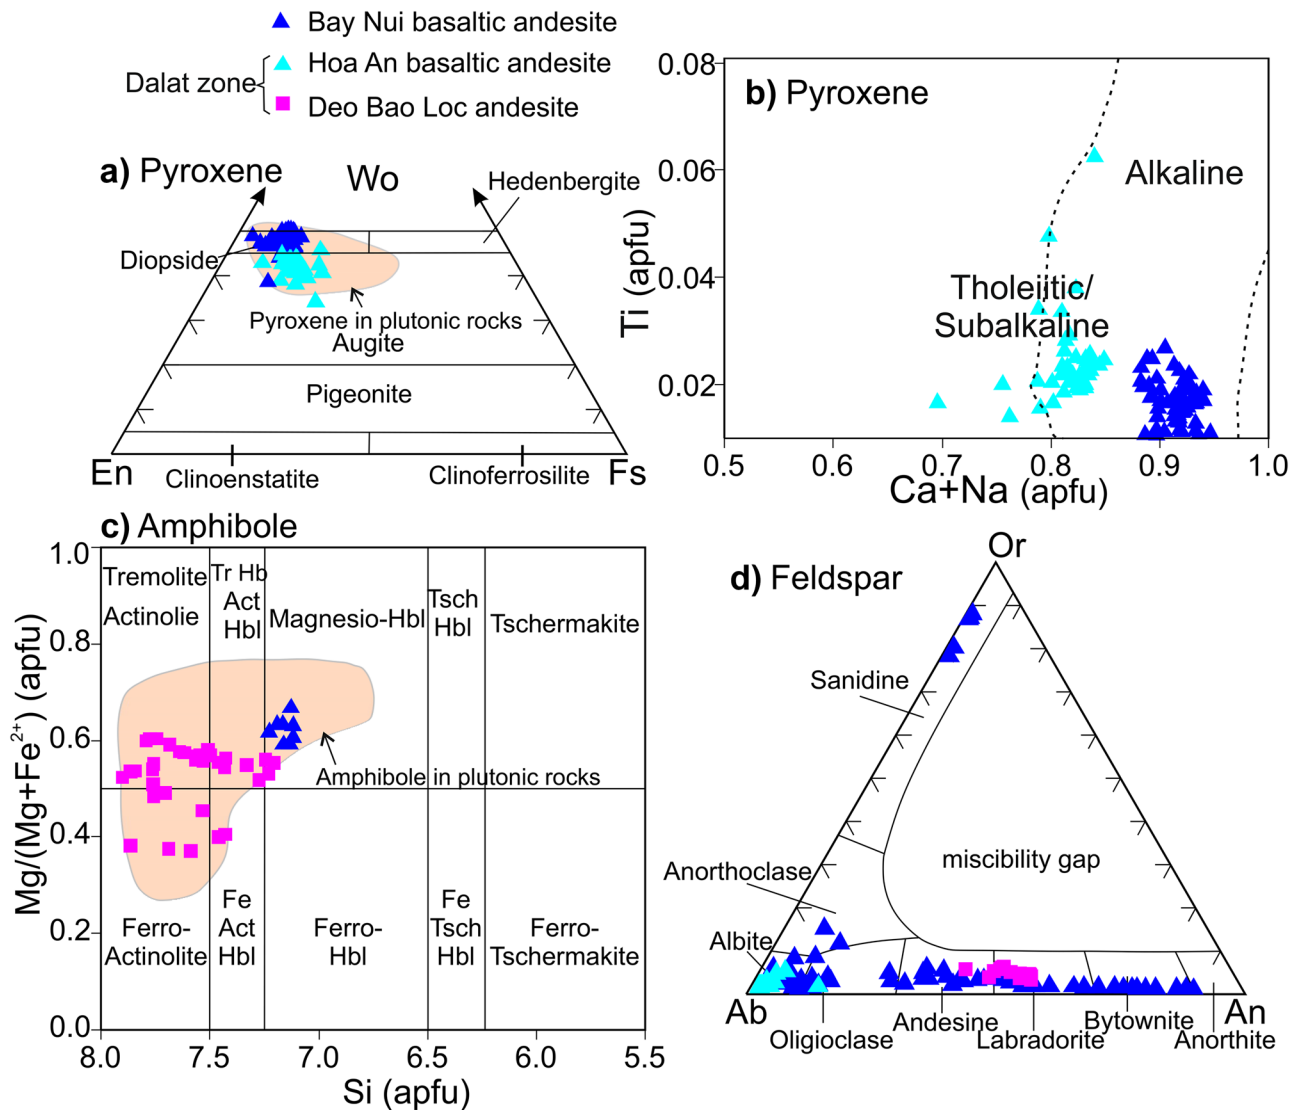 Bay Nui basaltic andesite
Hoa An basaltic andesite
Dalat zone
Deo Bao Loc andesite
a) Pyroxene
Wo
Hedenbergite
Diopside
Pyroxene in plutonic rocks
Augite
Pigeonite
En
Fs
Clinoenstatite
Clinoferrosilite
b) Pyroxene
Alkaline
Tholeiitic/
Subalkaline
Ti (apfu)
0.08
0.06
0.04
0.02
0.5 0.6 0.7 0.8 0.9 1.0
Ca+Na (apfu)
c) Amphibole
Mg/(Mg+Fe²⁺) (apfu)
1.0
0.8
0.6
0.4
0.2
0.0
Tremolite
Actinolie
Tr Hb
Act
Hbl
Magnesio-Hbl
Tsch
Hbl
Tschermakite
Amphibole in plutonic rocks
Ferro-
Actinolite
Fe
Act
Hbl
Ferro-
Hbl
Fe
Tsch
Hbl
Ferro-
Tschermakite
8.0 7.5 7.0 6.5 6.0 5.5
Si (apfu)
d) Feldspar
Or
Sanidine
miscibility gap
Anorthoclase
Albite
Ab
An
Oligioclase
Andesine
Labradorite
Bytownite
Anorthite